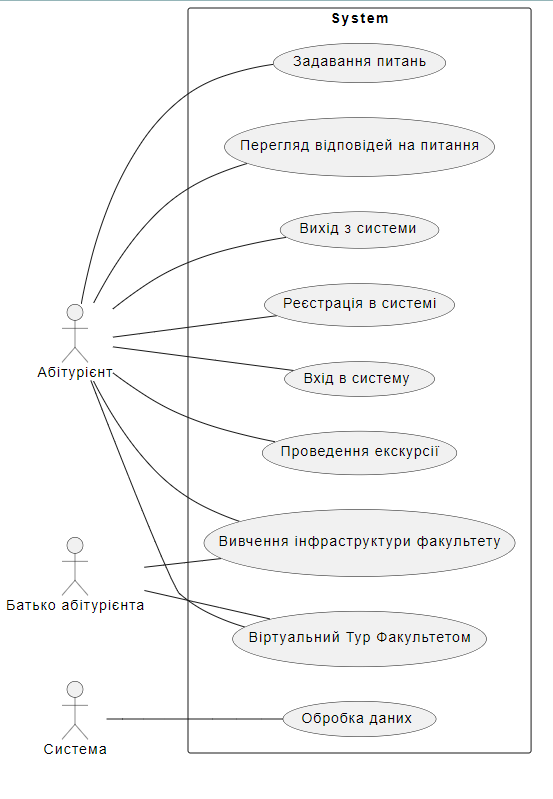 System
Задавання питань
Перегляд відповідей на питання
Вихід з системи
Реєстрація в системі
Абітурієнт
Вхід в систему
Проведення екскурсії
Вивчення інфраструктури факультету
Батько абітурієнта
Віртуальний Тур Факультетом
Обробка даних
Система